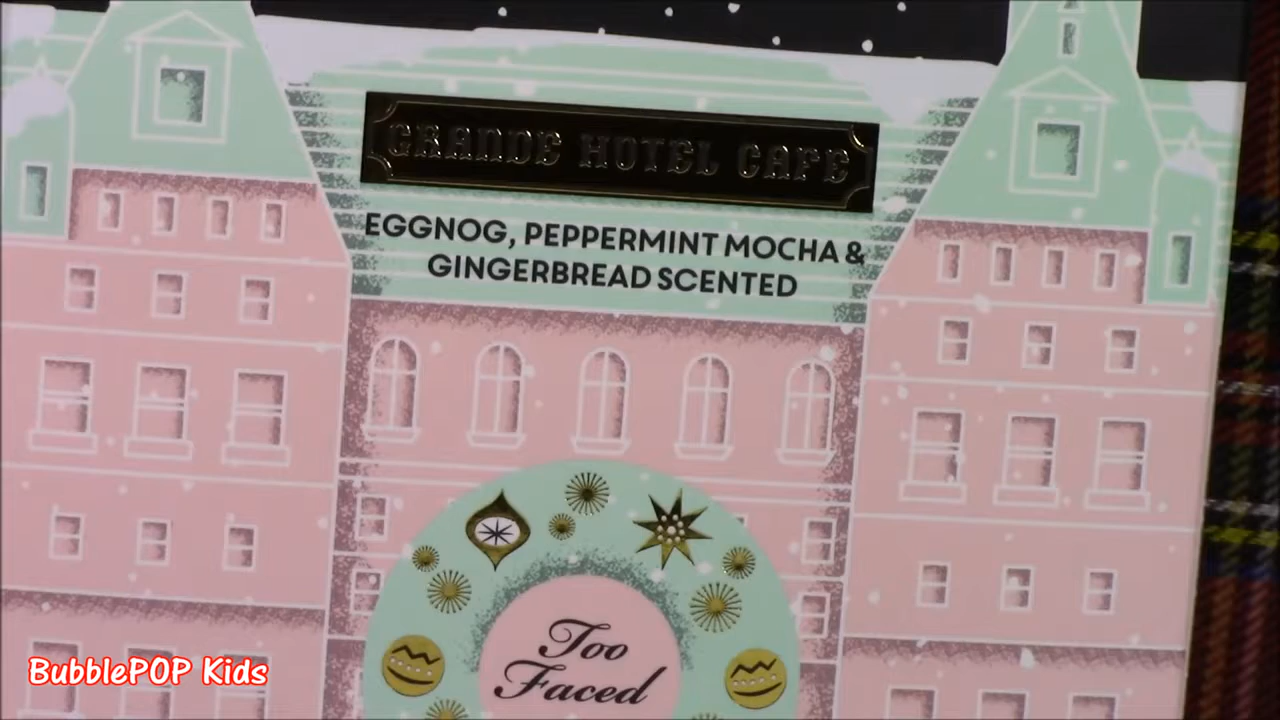 GRANDE HOTEL CAFE
EGGNOG, PEPPERMINT MOCHA &
GINGERBREAD SCENTED
Too
Faced
BubblePOP Kids